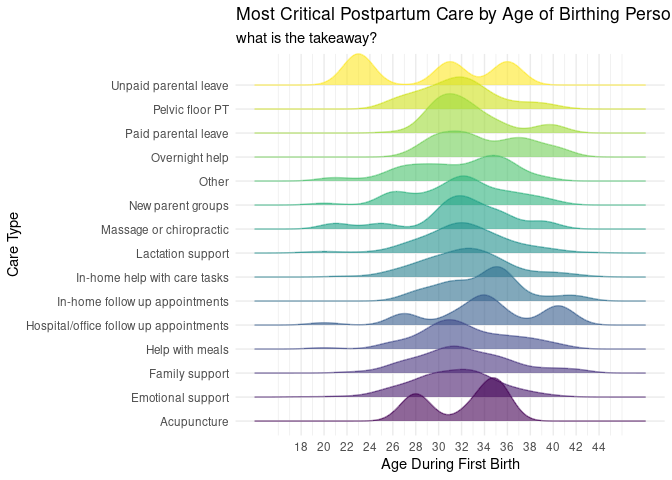 Most Critical Postpartum Care by Age of Birthing Perso
what is the takeaway?
Care Type
Unpaid parental leave
Pelvic floor PT
Paid parental leave
Overnight help
Other
New parent groups
Massage or chiropractic
Lactation support
In-home help with care tasks
In-home follow up appointments
Hospital/office follow up appointments
Help with meals
Family support
Emotional support
Acupuncture
18 20 22 24 26 28 30 32 34 36 38 40 42 44
Age During First Birth